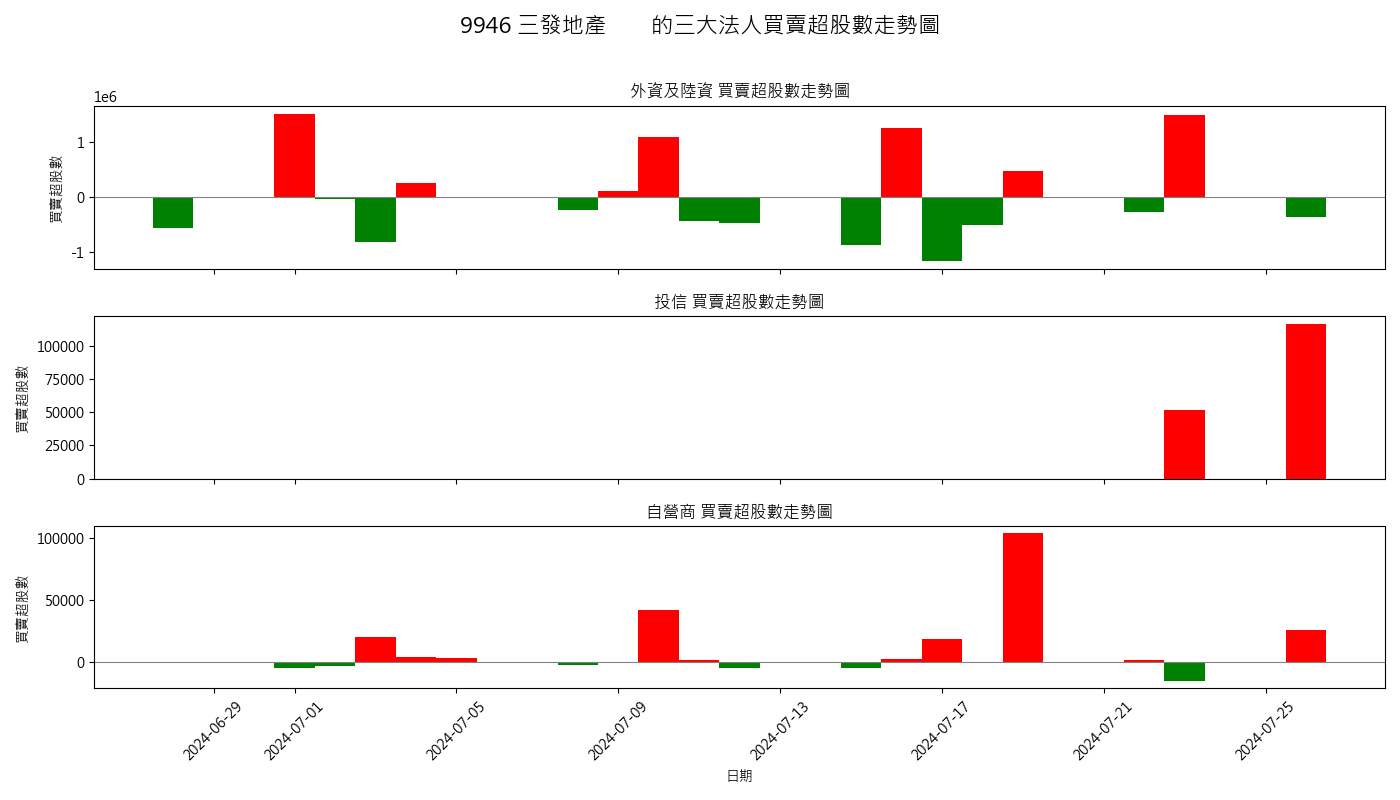 9946 三發地產　　的三大法人買賣超股數走勢圖
外資及陸資 買賣超股數走勢圖
1e6
買賣超股數
1
0
-1
投信 買賣超股數走勢圖
買賣超股數
100000
75000
50000
25000
0
自營商 買賣超股數走勢圖
買賣超股數
100000
50000
0
2024-06-29
2024-07-01
2024-07-05
2024-07-09
2024-07-13
2024-07-17
2024-07-21
2024-07-25
日期